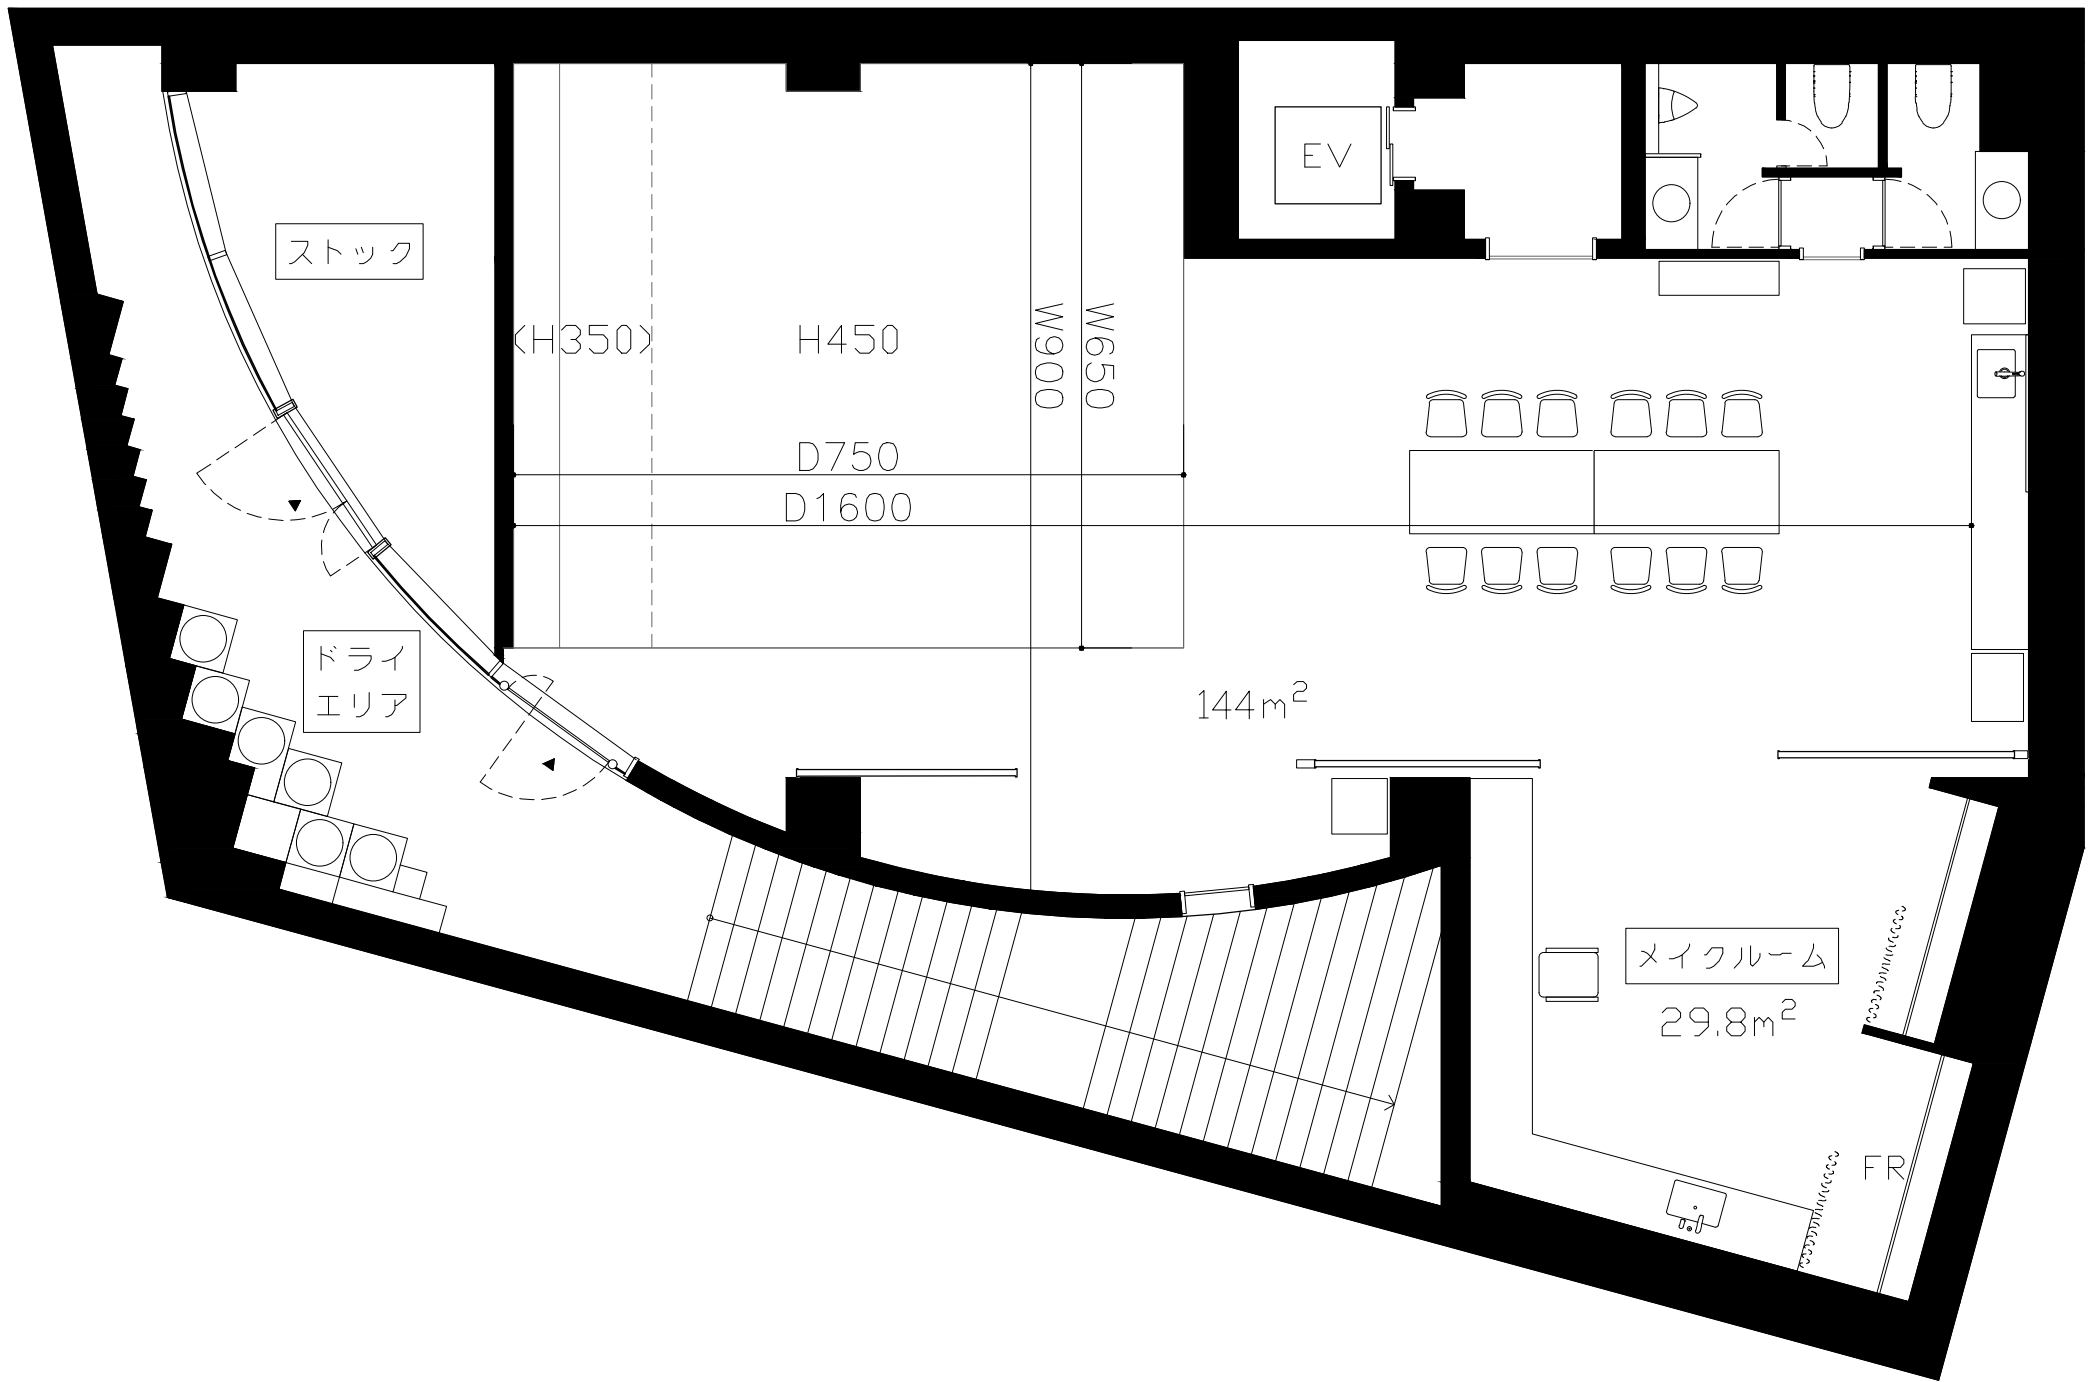 EV
ストック
(H350)
H450
W900
W650
D750
D1600
ドライ
エリア
144m²
メイクルーム
29.8m²
FR